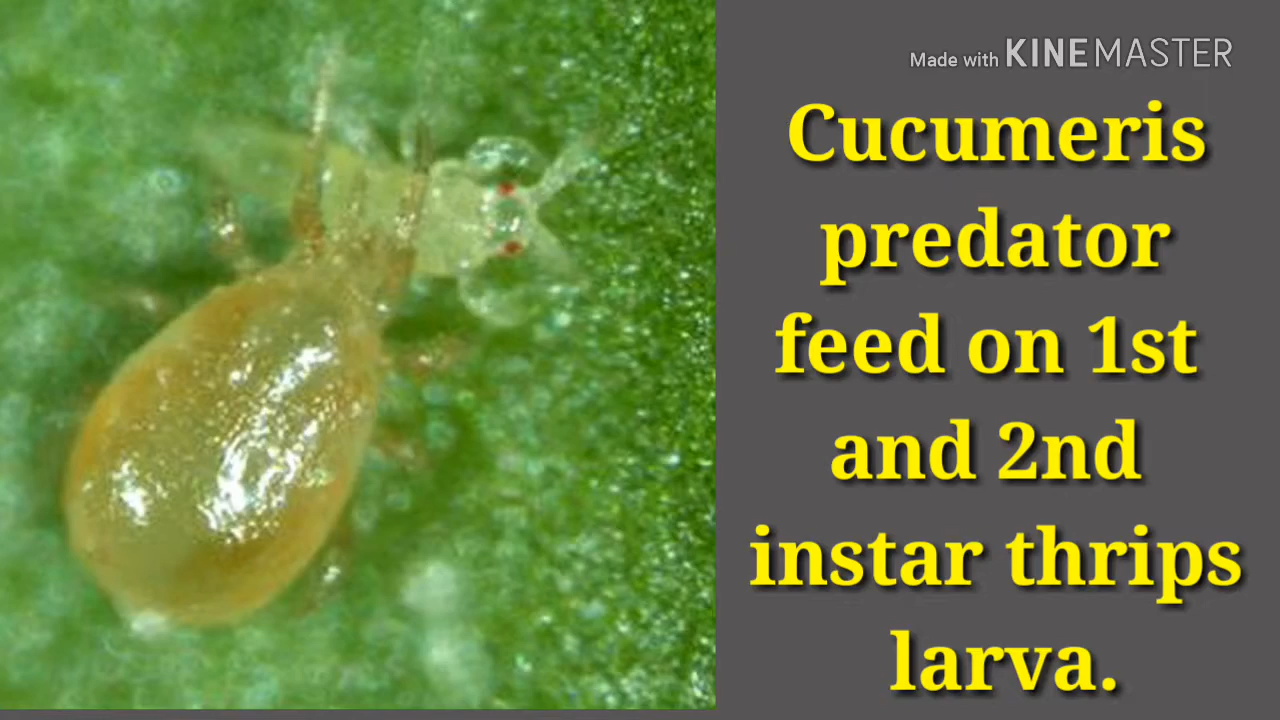 Made with KINEMASTER
Cucumeris
predator
feed on 1st
and 2nd
instar thrips
larva.